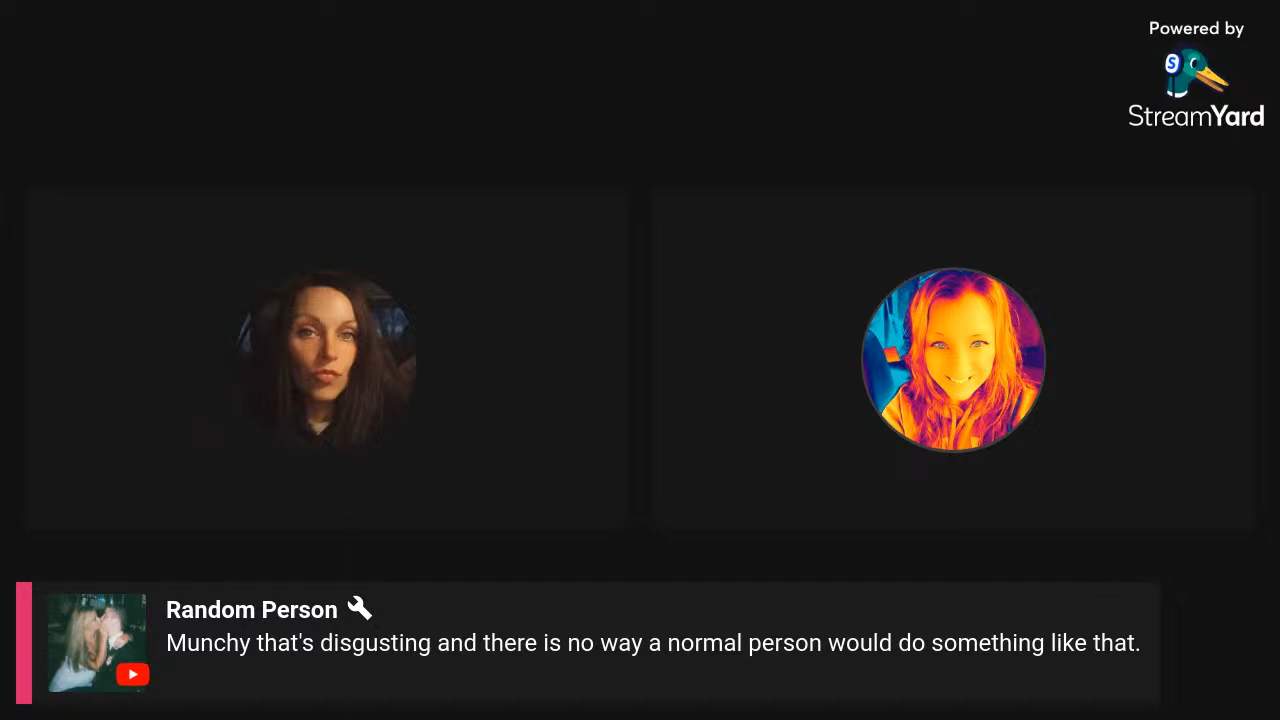 Powered by
S
StreamYard
Random Person
Munchy that's disgusting and there is no way a normal person would do something like that.